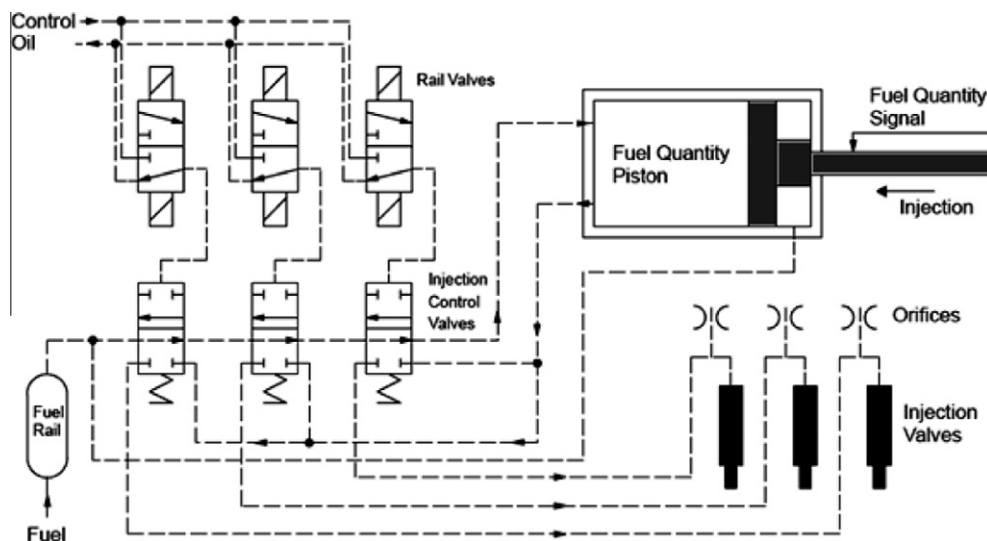 Control
Oil
Rail Valves
Fuel Quantity
Signal
Fuel Quantity
Piston
Injection
Injection
Control
Valves
Orifices
Fuel
Rail
Injection
Valves
Fuel